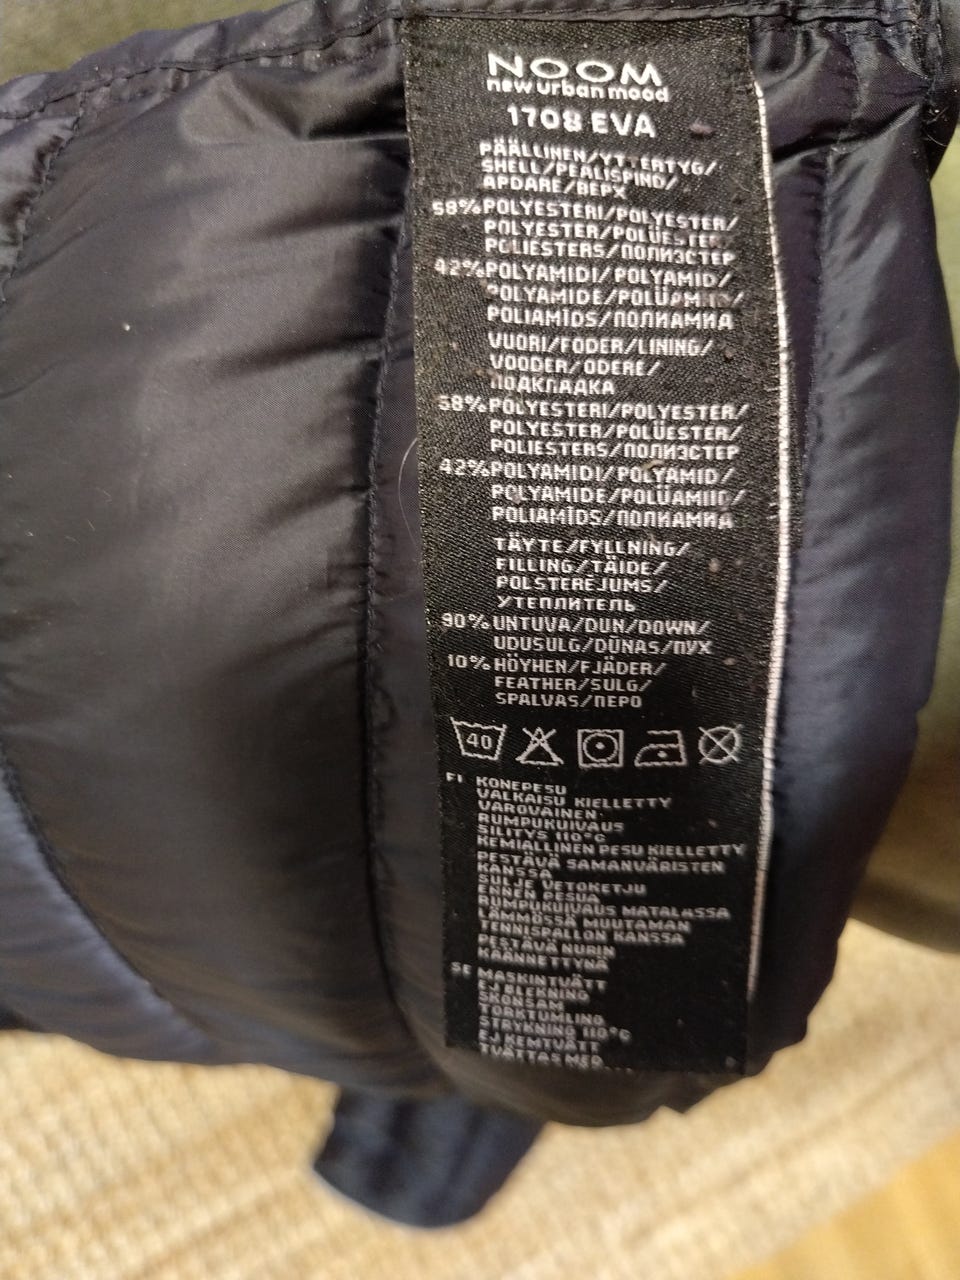 NOOM
new urban mood
1708 EVA
PÄÄLLINEN/YTTERTYG/
SHELL/PEALISPIND/
APDARE/ВЕРХ
58% POLYESTERI/POLYESTER/
POLYESTER/POLÜESTER/
POLIESTERS/ПОЛИЭСТЕР
42% POLYAMIDI/POLYAMID/
POLYAMIDE/POLÜAMIID/
POLIAMĪDS/ПОЛИАМИА
VUORI/FODER/LINING/
VOODER/ODERE/
ПОДКЛАДКА
58% POLYESTERI/POLYESTER/
POLYESTER/POLÜESTER/
POLIESTERS/ПОЛИЭСТЕР
42% POLYAMIDI/POLYAMID/
POLYAMIDE/POLÜAMIID/
POLIAMĪDS/ПОЛИАМИА
TÄYTE/FYLLNING/
FILLING/TÄIDE/
POLSTERĒJUMS/
УТЕПЛИТЕЛЬ
90% UNTUVA/DUN/DOWN/
UDUSULG/DŪNAS/ПУХ
10% HÖYHEN/FJÄDER/
FEATHER/SULG/
SPALVAS/ПЕРО
40
FI KONEPESU
VALKAISU KIELLETTY
VAROVAINEN
RUMPUKUIVAUS
SILITYS 110°C
KEMIALLINEN PESU KIELLETTY
PESTÄVÄ SAMANVÄRISTEN
KANSSA
SULJE VETOKETJU
ENNEN PESUA
RUMPUKUIVAUS MATALASSA
LÄMMÖSSÄ MUUTAMAN
TENNISPALLON KANSSA
PESTÄVÄ NURIN
KÄÄNNETTYNÄ
SE MASKINTVÄTT
EJ BLEKNING
SKONSAM
TORKTUMLING
STRYKNING 110°C
EJ KEMTVÄTT
TVÄTTAS MED